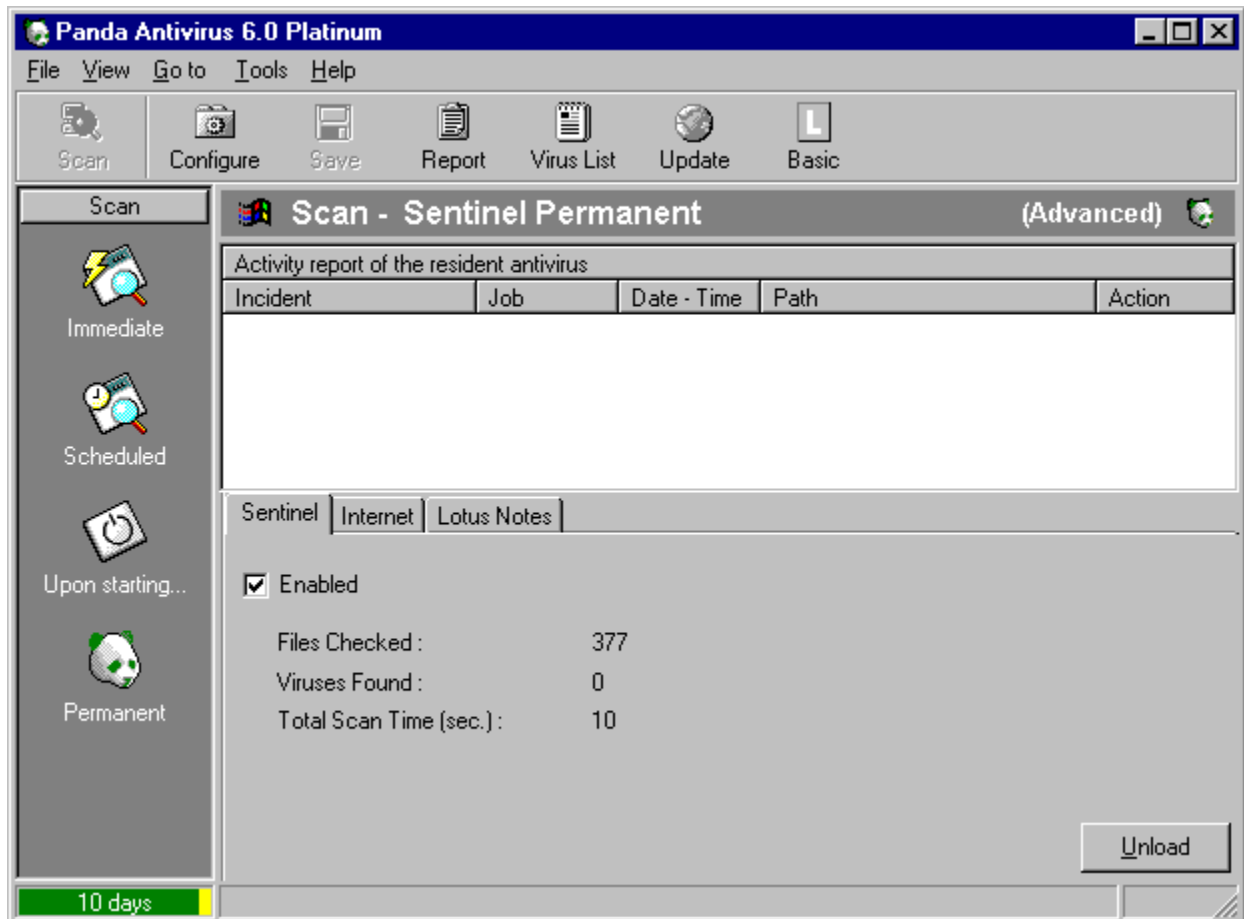 Panda Antivirus 6.0 Platinum
File View Go to Tools Help
Scan Configure Save Report Virus List Update L Basic
Scan
Scan - Sentinel Permanent (Advanced)
Activity report of the resident antivirus
Incident Job Date - Time Path Action
Immediate
Scheduled
Upon starting...
Permanent
Sentinel Internet Lotus Notes
Enabled
Files Checked : 377
Viruses Found : 0
Total Scan Time (sec.) : 10
Unload
10 days